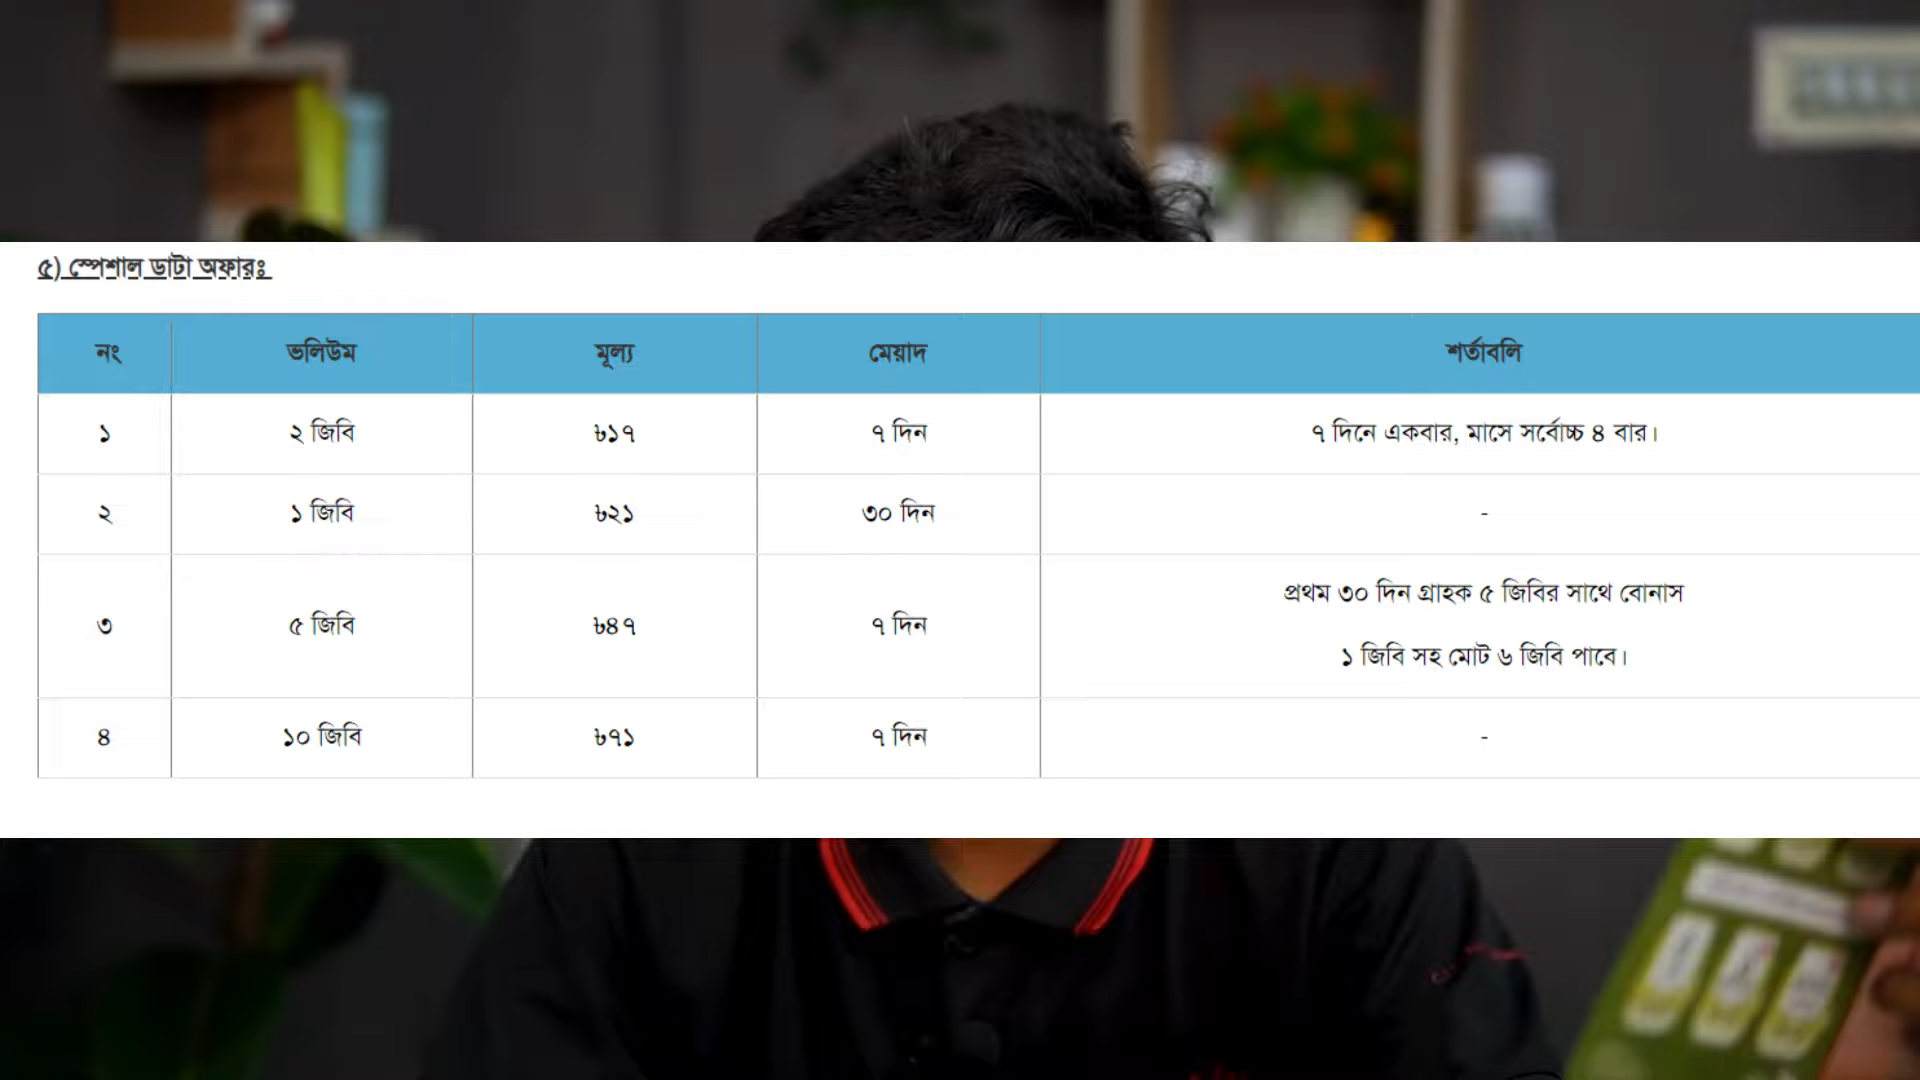 ৫) স্পেশাল ডাটা অফারঃ
নং ভলিউম মূল্য মেয়াদ শর্তাবলি
১ ২ জিবি ৳১৭ ৭ দিন ৭ দিনে একবার, মাসে সর্বোচ্চ ৪ বার।
২ ১ জিবি ৳২১ ৩০ দিন -
৩ ৫ জিবি ৳৪৭ ৭ দিন প্রথম ৩০ দিন গ্রাহক ৫ জিবির সাথে বোনাস
১ জিবি সহ মোট ৬ জিবি পাবে।
৪ ১০ জিবি ৳৭১ ৭ দিন -